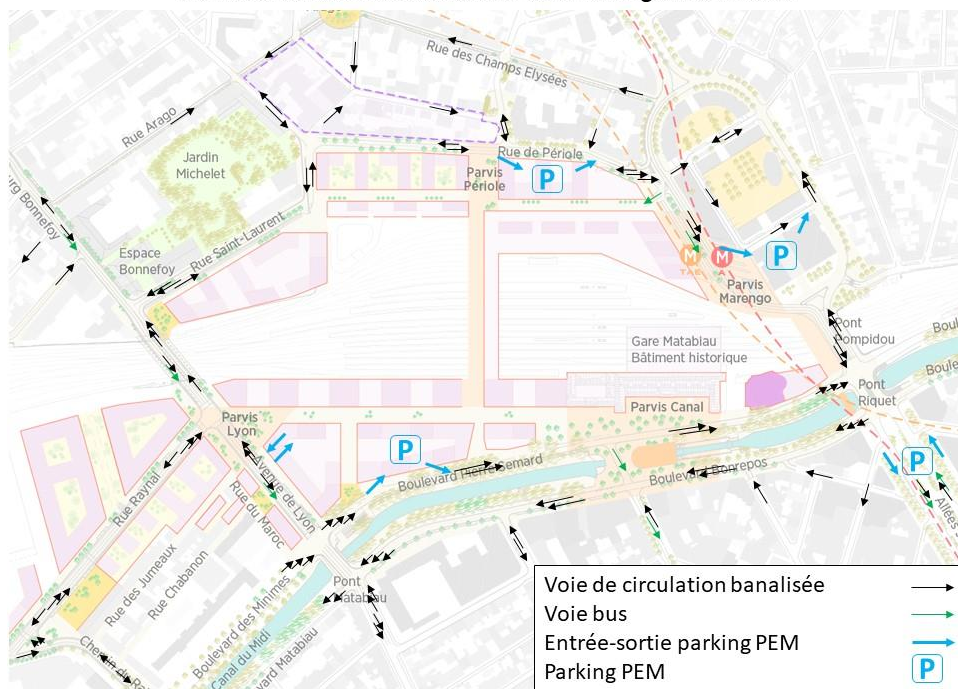 Rue des Champs Elysées
Rue Arago
Jardin
Michelet
Rue de Périole
Parvis
Périole
P
Espace
Bonnefoy
Rue Saint-Laurent
M
M
A
P
Parvis
Marengo
Pont
Pompidou
Gare Matabiau
Bâtiment historique
Pont
Riquet
Parvis Canal
Parvis
Lyon
P
Avenue de Lyon
Boulevard Pierre Semard
Boulevard Bonrepos
P
Allées
Rue Raynal
Rue du Maroc
Rue des Jumeaux
Rue Chabanon
Boulevard des Minimes
Canal du Midi
Pont
Matabiau
Voie de circulation banalisée
Voie bus
Entrée-sortie parking PEM
Parking PEM
P